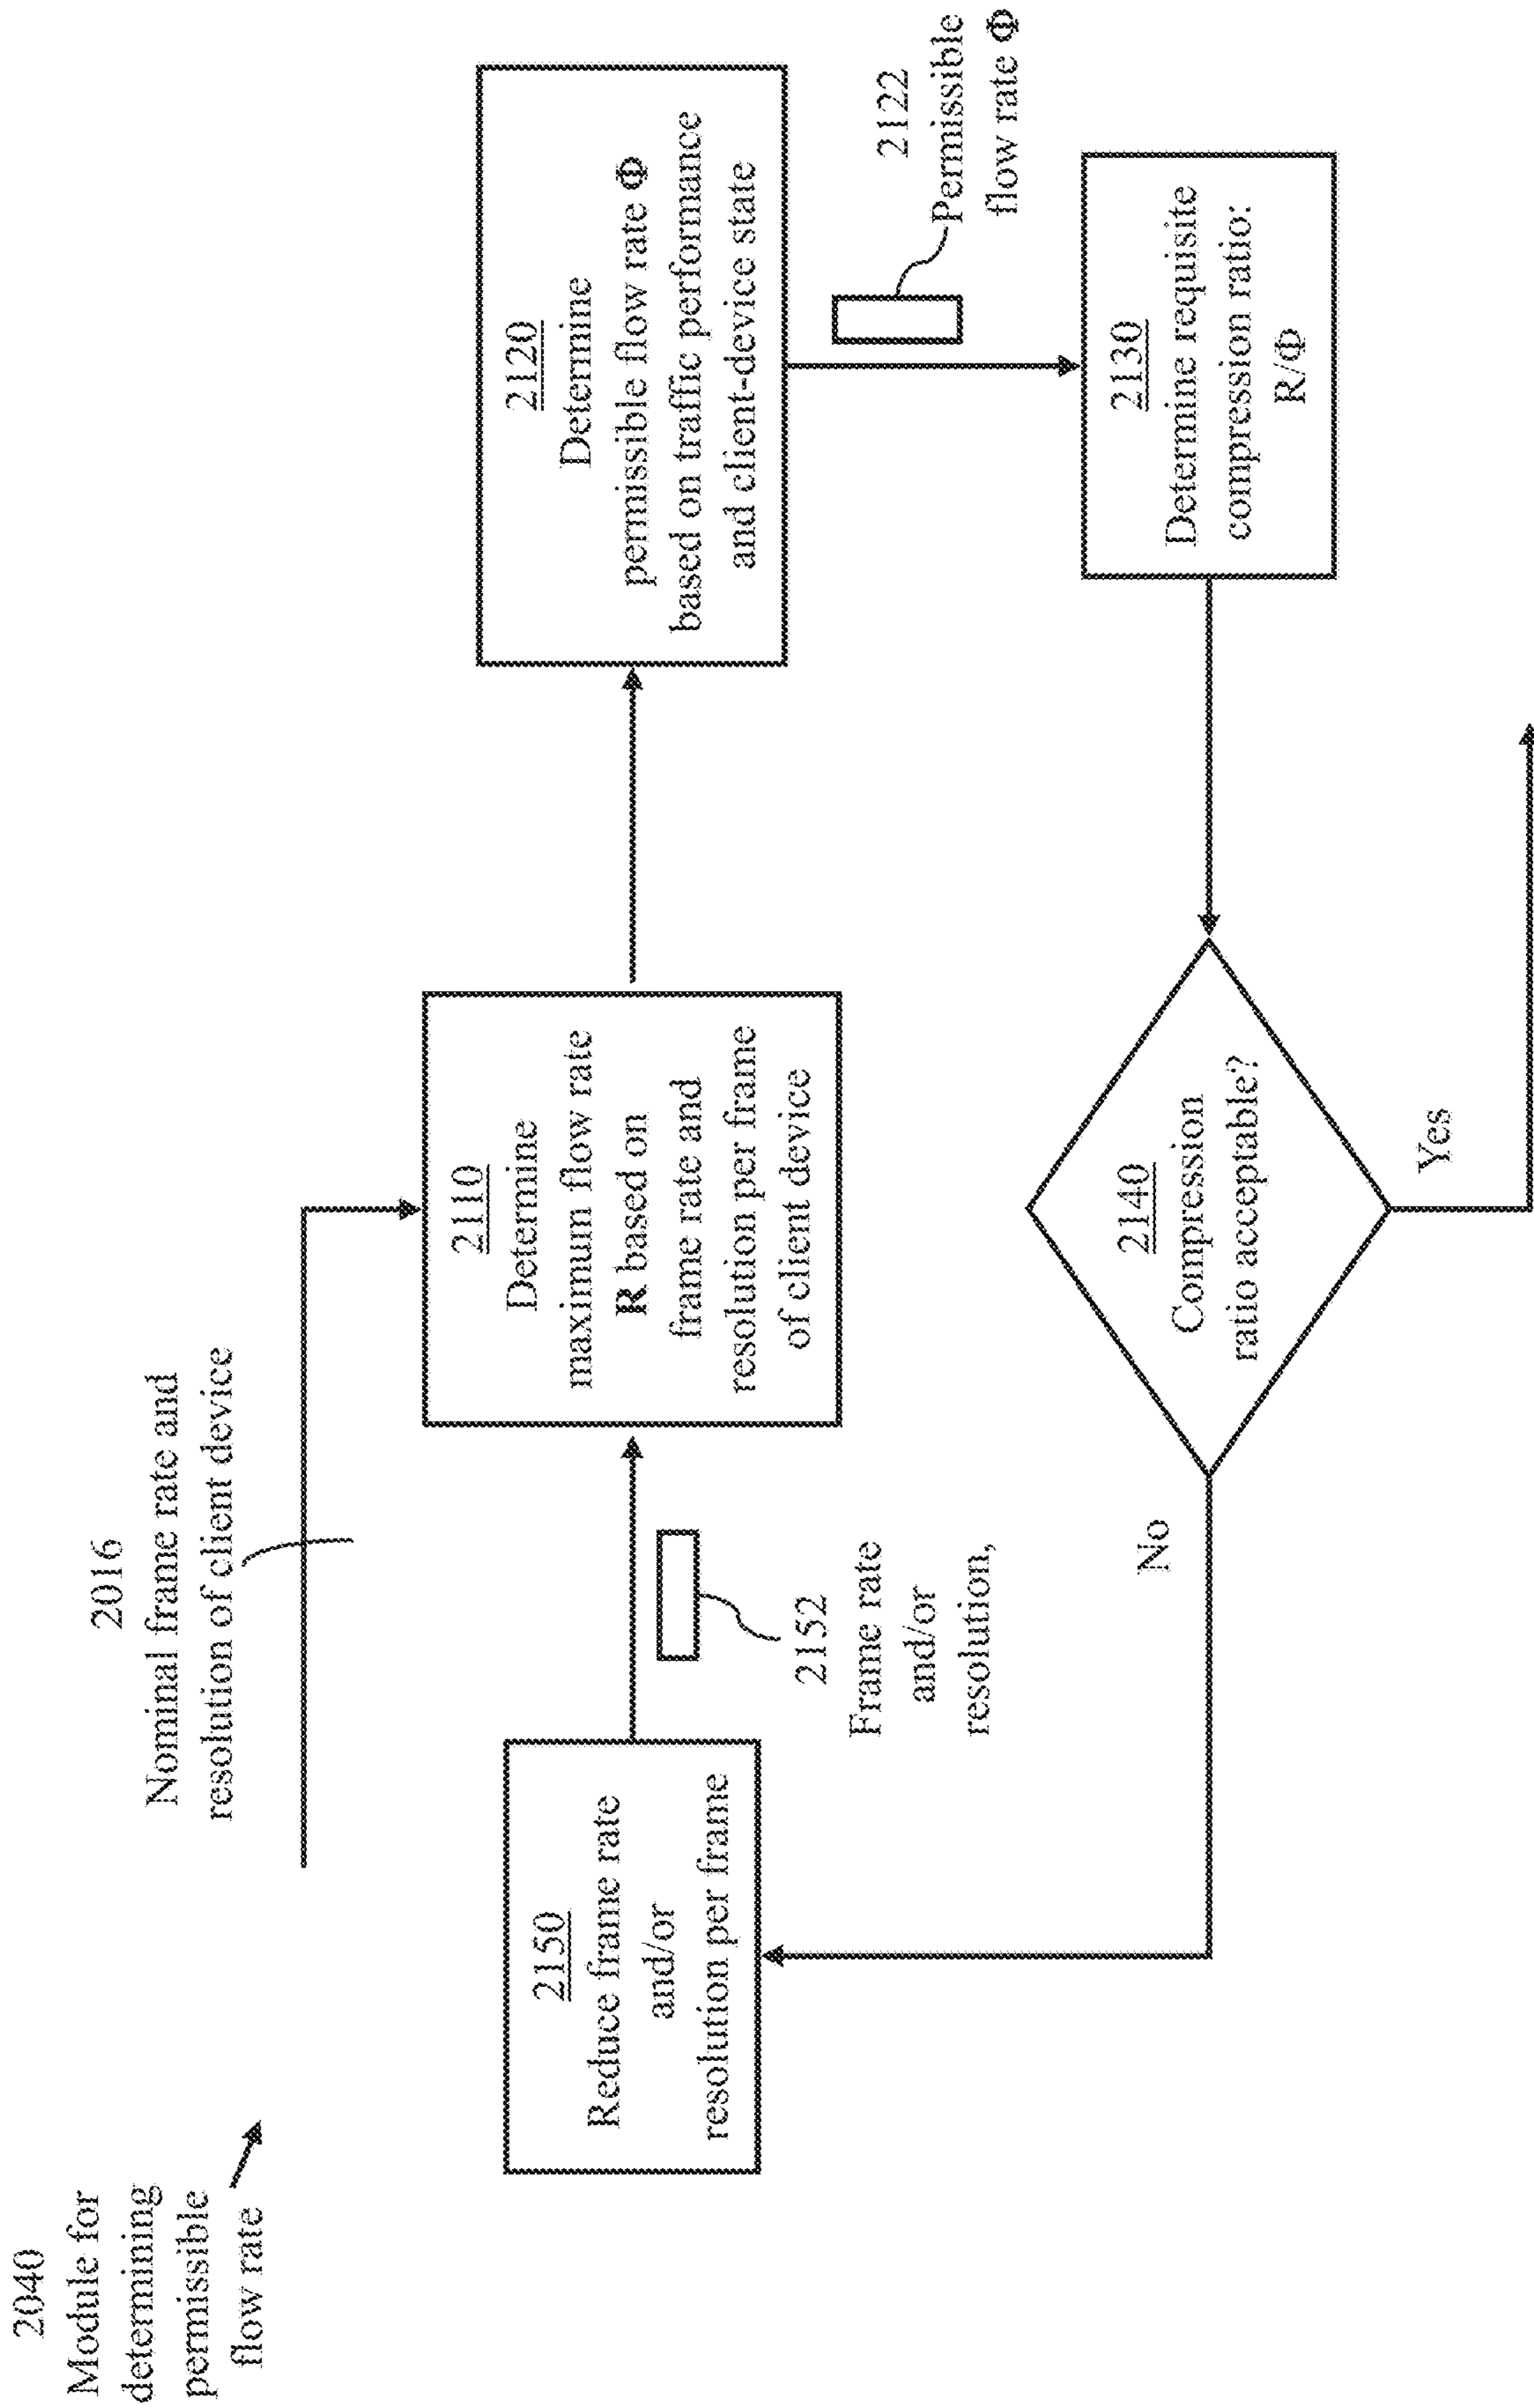 2040
Module for
determining
permissible
flow rate
2016
Nominal frame rate and
resolution of client device
2150
Reduce frame rate
and/or
resolution per frame
2152
Frame rate
and/or
resolution,
2110
Determine
maximum flow rate
R based on
frame rate and
resolution per frame
of client device
2120
Determine
permissible flow rate Φ
based on traffic performance
and client-device state
2122
Permissible
flow rate Φ
2130
Determine requisite
compression ratio:
R/Φ
2140
Compression
ratio acceptable?
No
Yes